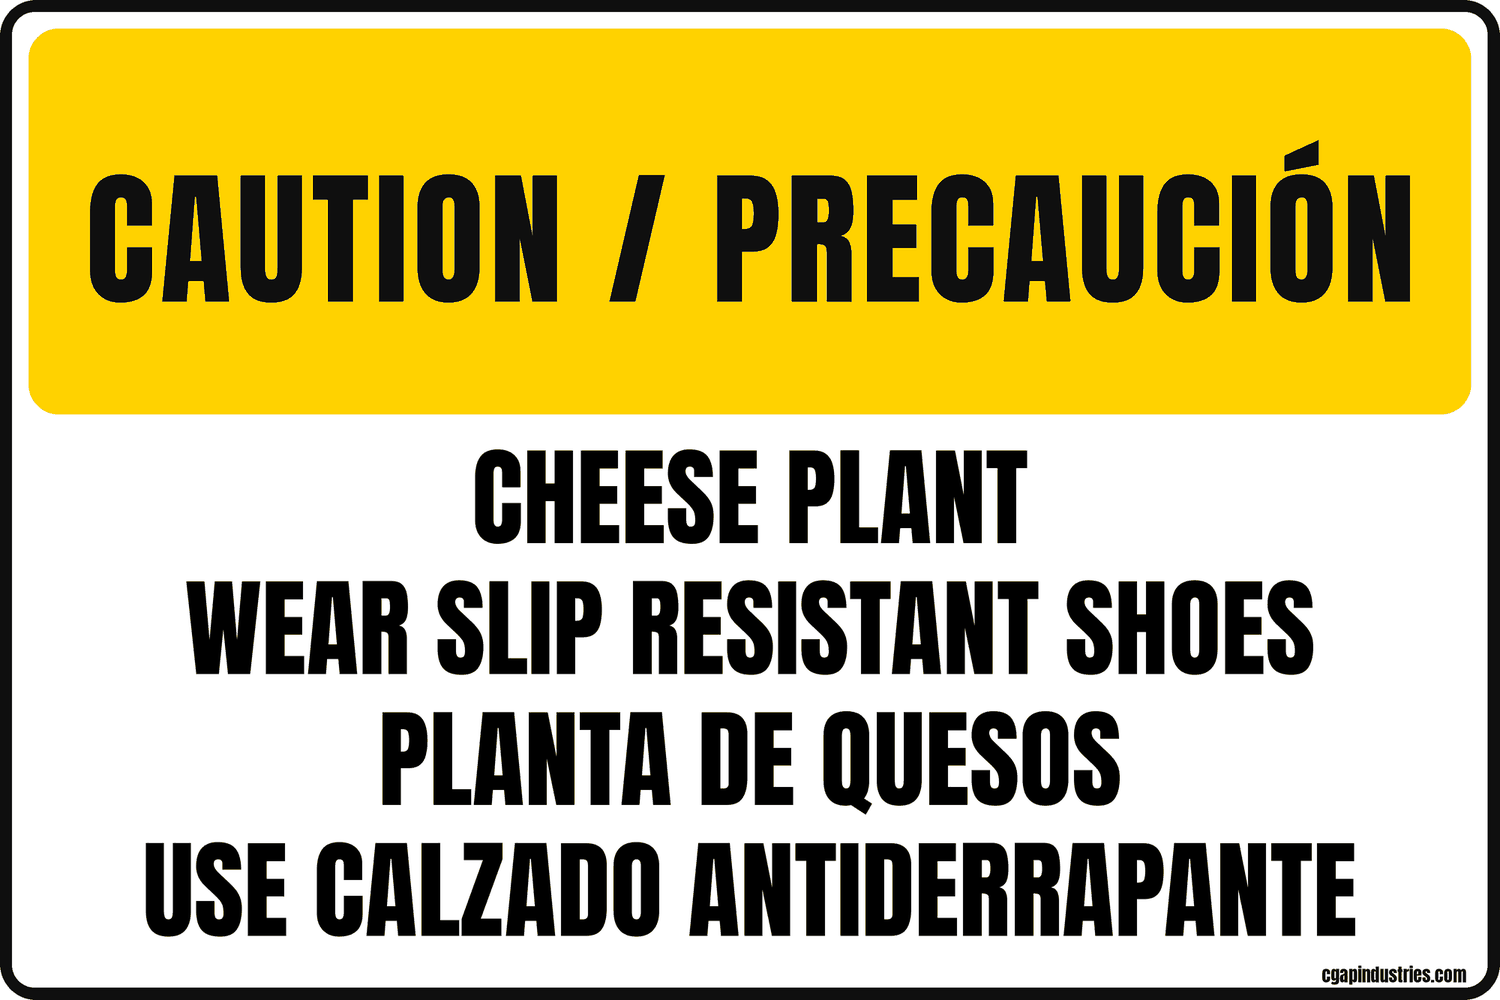 CAUTION / PRECAUCIÓN
CHEESE PLANT
WEAR SLIP RESISTANT SHOES
PLANTA DE QUESOS
USE CALZADO ANTIDERRAPANTE
cgapindustries.com